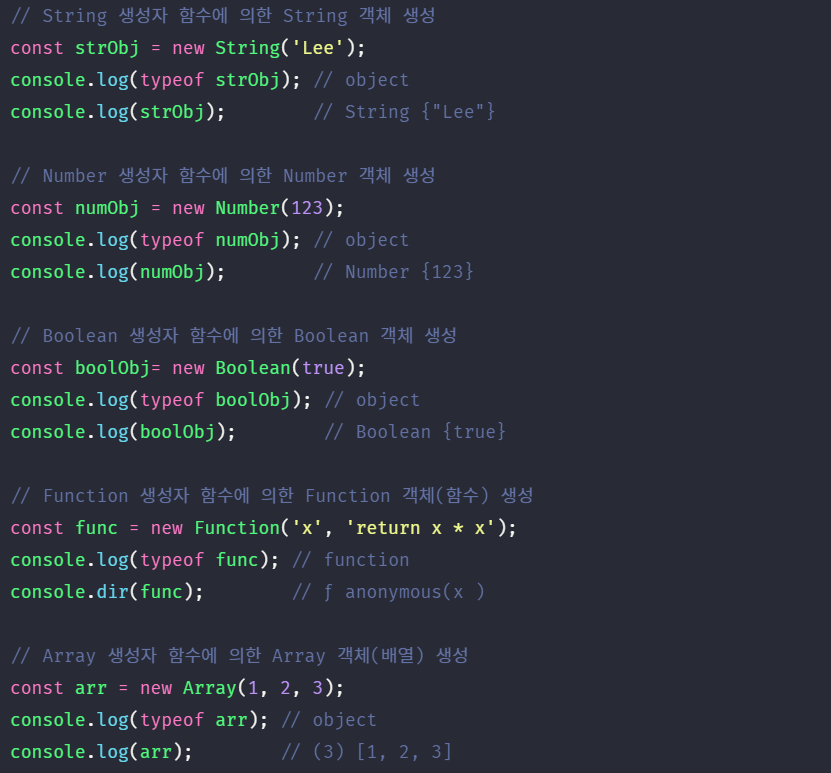 // String 생성자 함수에 의한 String 객체 생성
const strObj = new String('Lee');
console.log(typeof strObj); // object
console.log(strObj);        // String {"Lee"}
// Number 생성자 함수에 의한 Number 객체 생성
const numObj = new Number(123);
console.log(typeof numObj); // object
console.log(numObj);        // Number {123}
// Boolean 생성자 함수에 의한 Boolean 객체 생성
const boolObj= new Boolean(true);
console.log(typeof boolObj); // object
console.log(boolObj);        // Boolean {true}
// Function 생성자 함수에 의한 Function 객체(함수) 생성
const func = new Function('x', 'return x * x');
console.log(typeof func); // function
console.dir(func);        // ƒ anonymous(x )
// Array 생성자 함수에 의한 Array 객체(배열) 생성
const arr = new Array(1, 2, 3);
console.log(typeof arr); // object
console.log(arr);        // (3) [1, 2, 3]